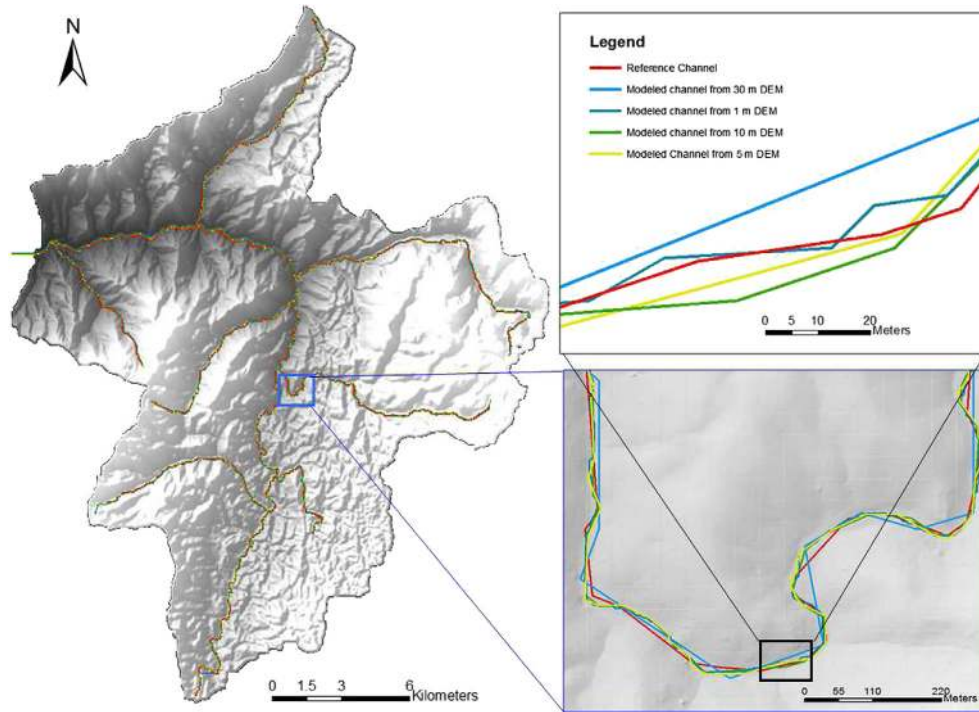 N
Legend
Reference Channel
Modeled channel from 30 m DEM
Modeled channel from 1 m DEM
Modeled channel from 10 m DEM
Modeled Channel from 5 m DEM
0 5 10 20
Meters
0 1.5 3 6
Kilometers
0 55 110 220
Meters